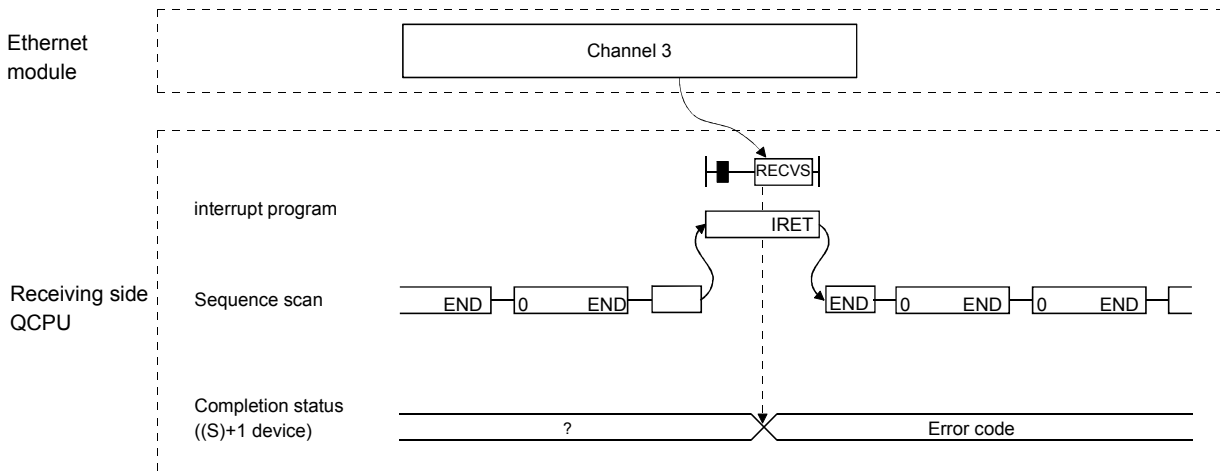 Ethernet
module
Channel 3
RECVS
interrupt program
IRET
Receiving side
QCPU
Sequence scan
END 0 END END 0 END 0 END
Completion status
((S)+1 device)
? Error code